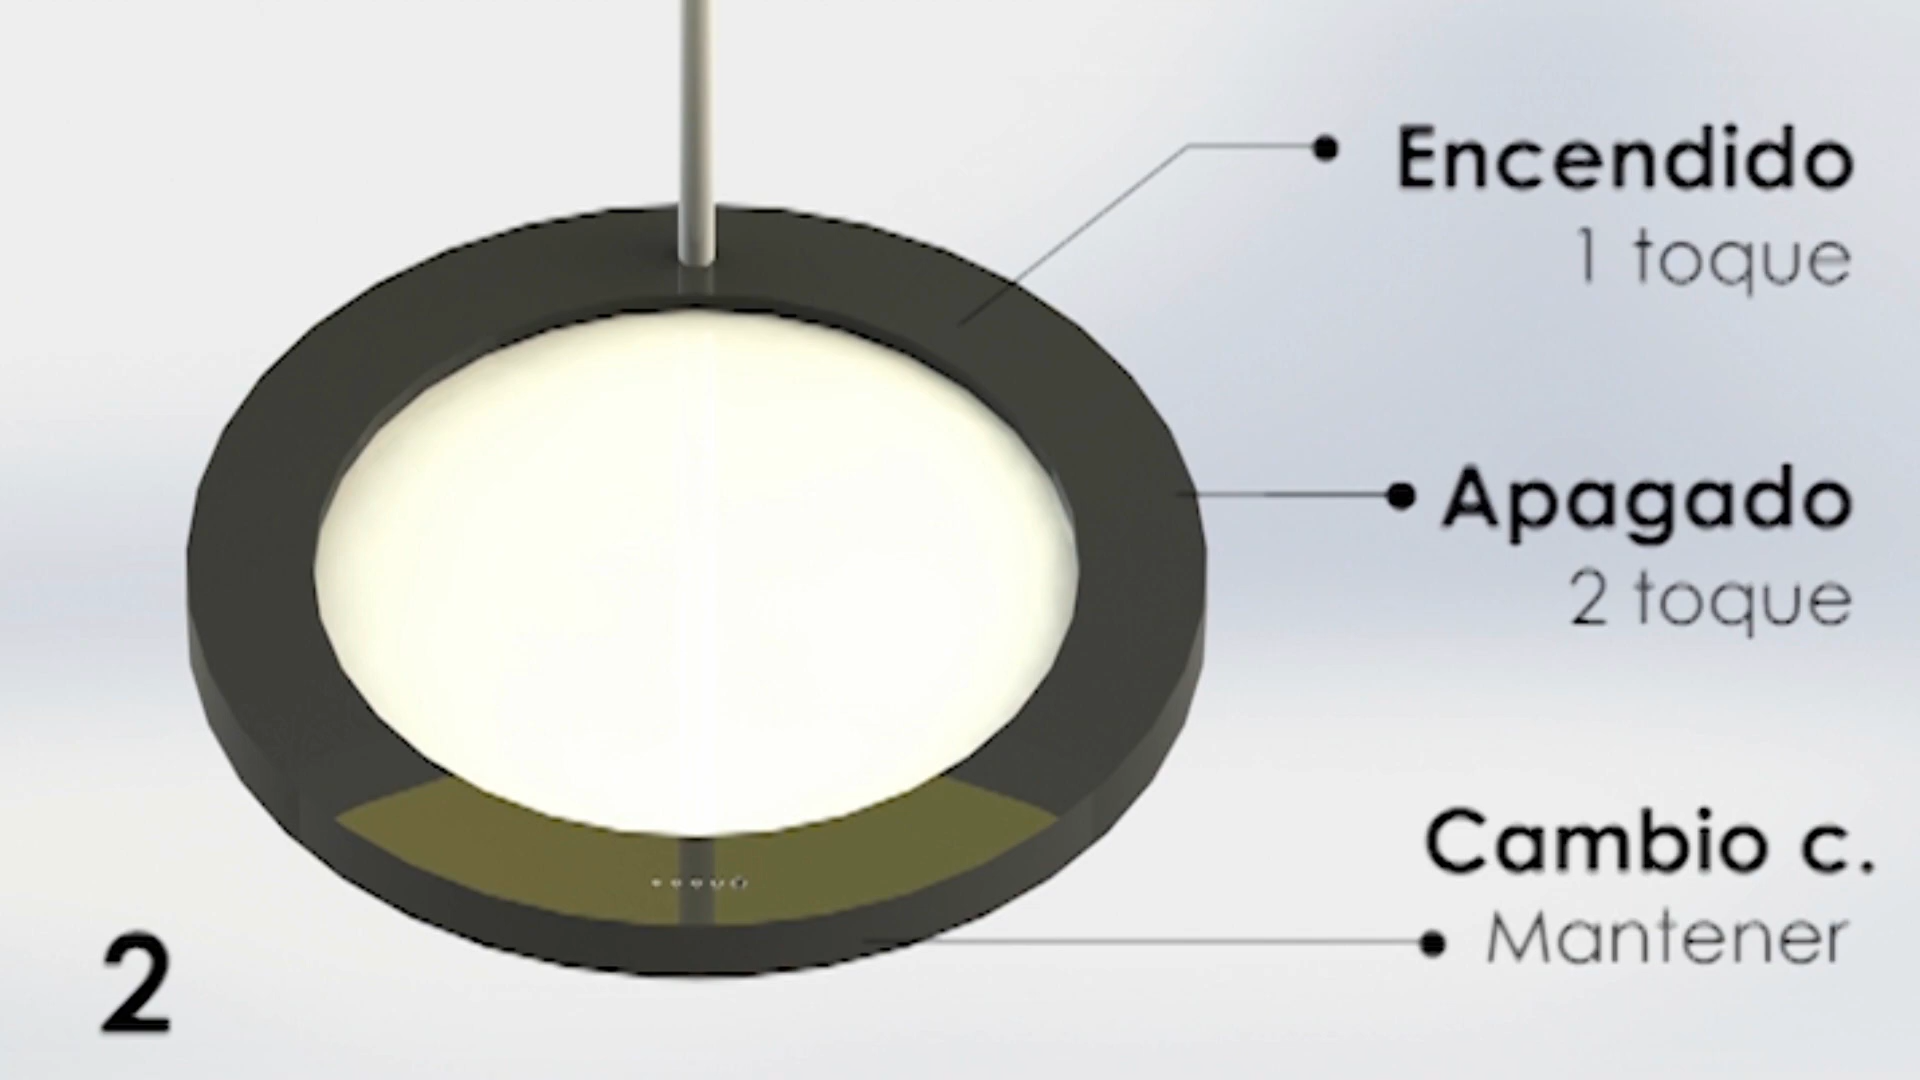 Encendido
1 toque
Apagado
2 toque
Cambio c.
Mantener
2